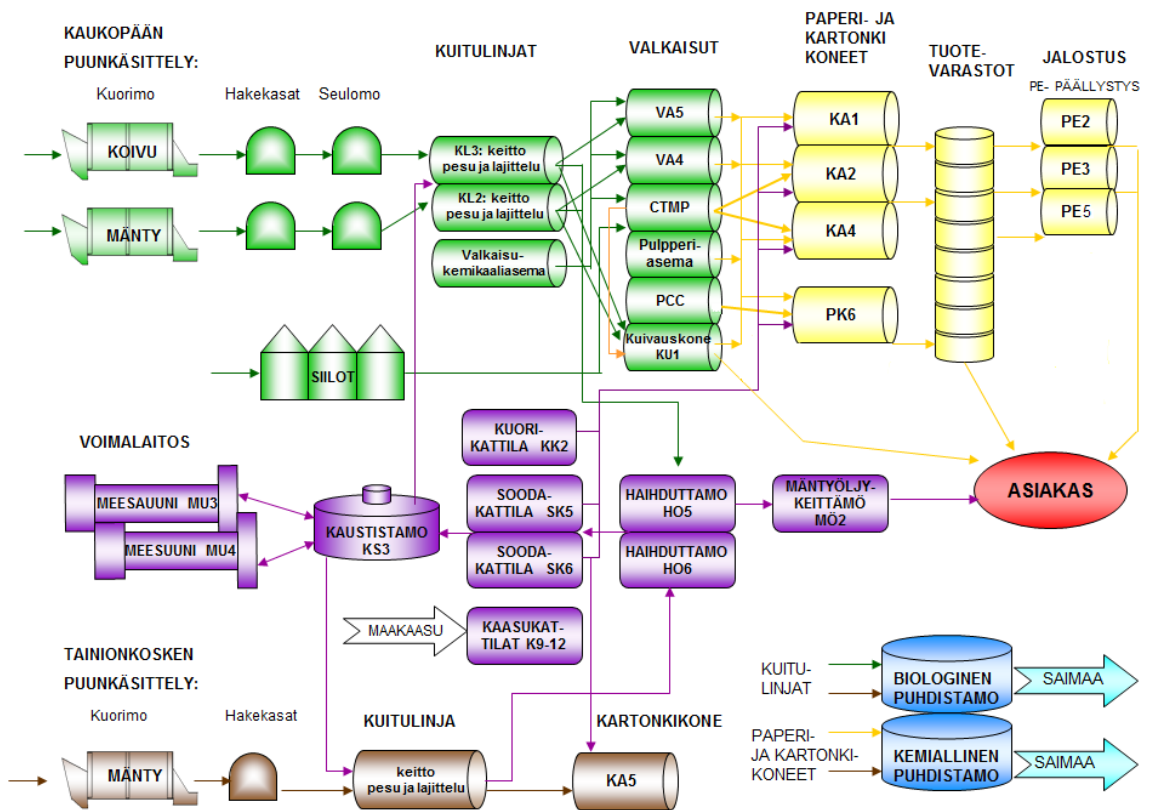 KAUKOPÄÄN
PUUNKÄSITTELY:
Kuorimo
Hakekasat
Seulomo
KOIVU
MÄNTY
KUITULINJAT
KL3: keitto
pesu ja lajittelu
KL2: keitto
pesu ja lajittelu
Valkaisu-
kemikaaliasema
SIILOT
VALKAISUT
VA5
VA4
CTMP
Pulpperi-
asema
PCC
Kuivauskone
KU1
PAPERI- JA
KARTONKI
KONEET
KA1
KA2
KA4
PK6
TUOTE-
VARASTOT
JALOSTUS
PE- PÄÄLLYSTYS
PE2
PE3
PE5
VOIMALAITOS
MEESAUUNI MU3
MEESUUNI MU4
KAUSTISTAMO
KS3
KUORI-
KATTILA KK2
SOODA-
KATTILA SK5
SOODA-
KATTILA SK6
HAIHDUTTAMO
HO5
HAIHDUTTAMO
HO6
MÄNTYÖLJY-
KEITTÄMÖ
MÖ2
ASIAKAS
MAAKAASU
KAASUKAT-
TILAT K9-12
TAINIONKOSKEN
PUUNKÄSITTELY:
Kuorimo
Hakekasat
MÄNTY
KUITULINJA
keitto
pesu ja lajittelu
KARTONKIKONE
KA5
KUITU-
LINJAT
BIOLOGINEN
PUHDISTAMO
SAIMAA
PAPERI-
JA KARTONKI-
KONEET
KEMIALLINEN
PUHDISTAMO
SAIMAA